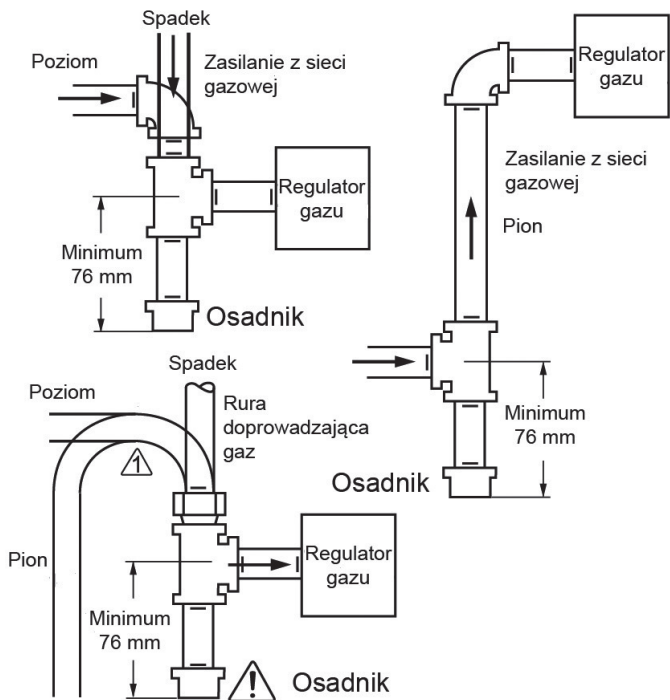 Spadek
Poziom
Zasilanie z sieci
gazowej
Regulator
gazu
Minimum
76 mm
Osadnik
Regulator
gazu
Zasilanie z sieci
gazowej
Pion
Minimum
76 mm
Osadnik
Spadek
Poziom
Rura
doprowadzająca
gaz
1
Pion
Regulator
gazu
Minimum
76 mm
!
Osadnik